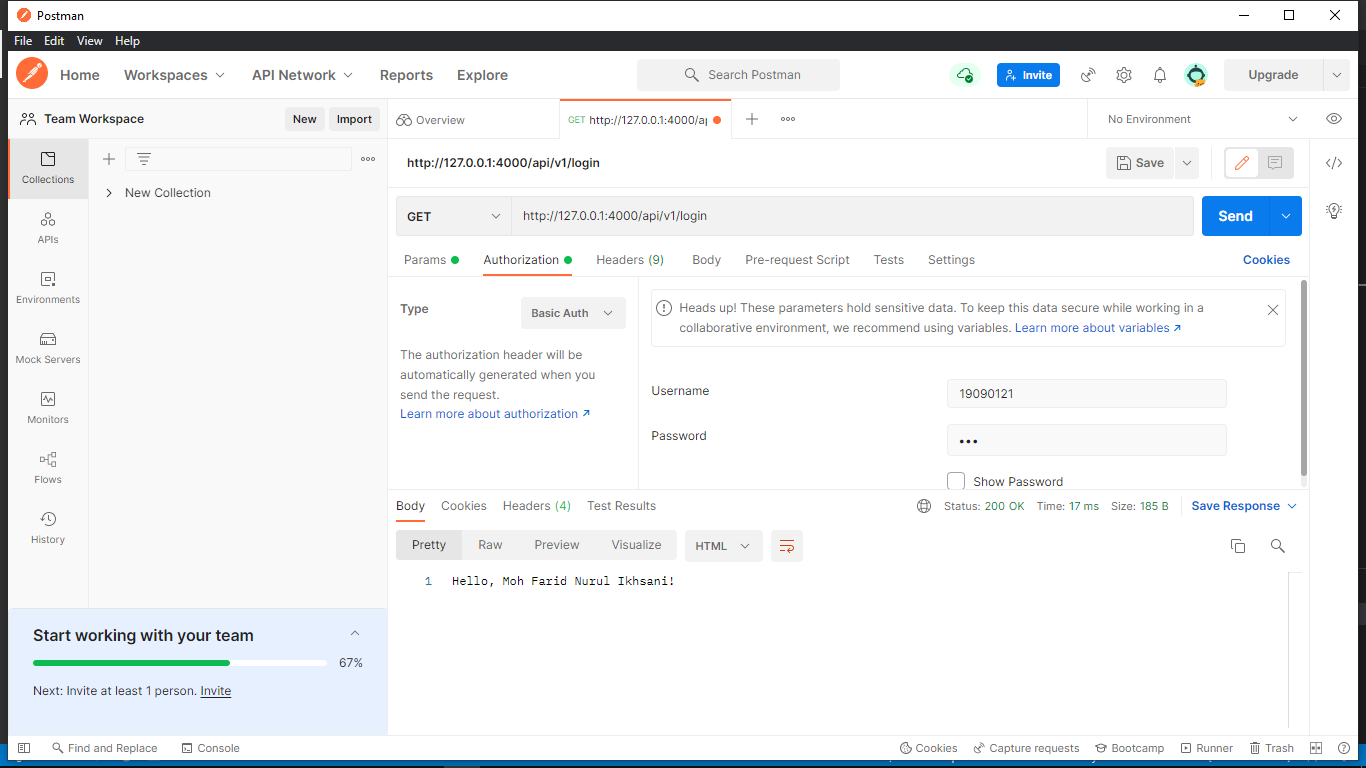 Postman
File Edit View Help
Home Workspaces API Network Reports Explore Search Postman Invite Upgrade
Team Workspace New Import Overview GET http://127.0.0.1:4000/ap No Environment
http://127.0.0.1:4000/api/v1/login Save
Collections
New Collection
APIs
Environments
Mock Servers
Monitors
Flows
History
GET http://127.0.0.1:4000/api/v1/login Send
Params Authorization Headers (9) Body Pre-request Script Tests Settings Cookies
Type Basic Auth
The authorization header will be
automatically generated when you
send the request.
Learn more about authorization ↗
Heads up! These parameters hold sensitive data. To keep this data secure while working in a
collaborative environment, we recommend using variables. Learn more about variables ↗
Username 19090121
Password •••
Show Password
Body Cookies Headers (4) Test Results Status: 200 OK Time: 17 ms Size: 185 B Save Response
Pretty Raw Preview Visualize HTML
1 Hello, Moh Farid Nurul Ikhsani!
Start working with your team
67%
Next: Invite at least 1 person. Invite
Find and Replace Console Cookies Capture requests Bootcamp Runner Trash